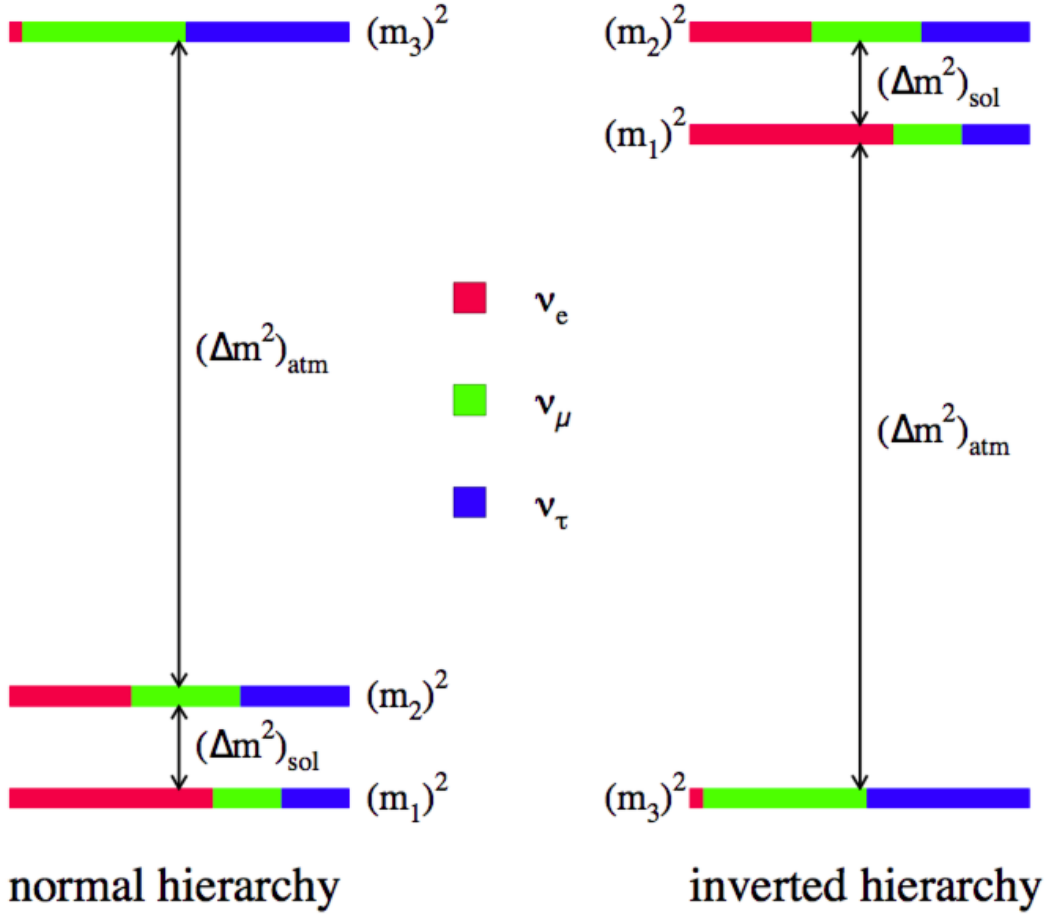 (m₃)²
(Δm²)atm
(m₂)²
(Δm²)sol
(m₁)²
normal hierarchy
νe
νμ
ντ
(m₂)²
(Δm²)sol
(m₁)²
(Δm²)atm
(m₃)²
inverted hierarchy